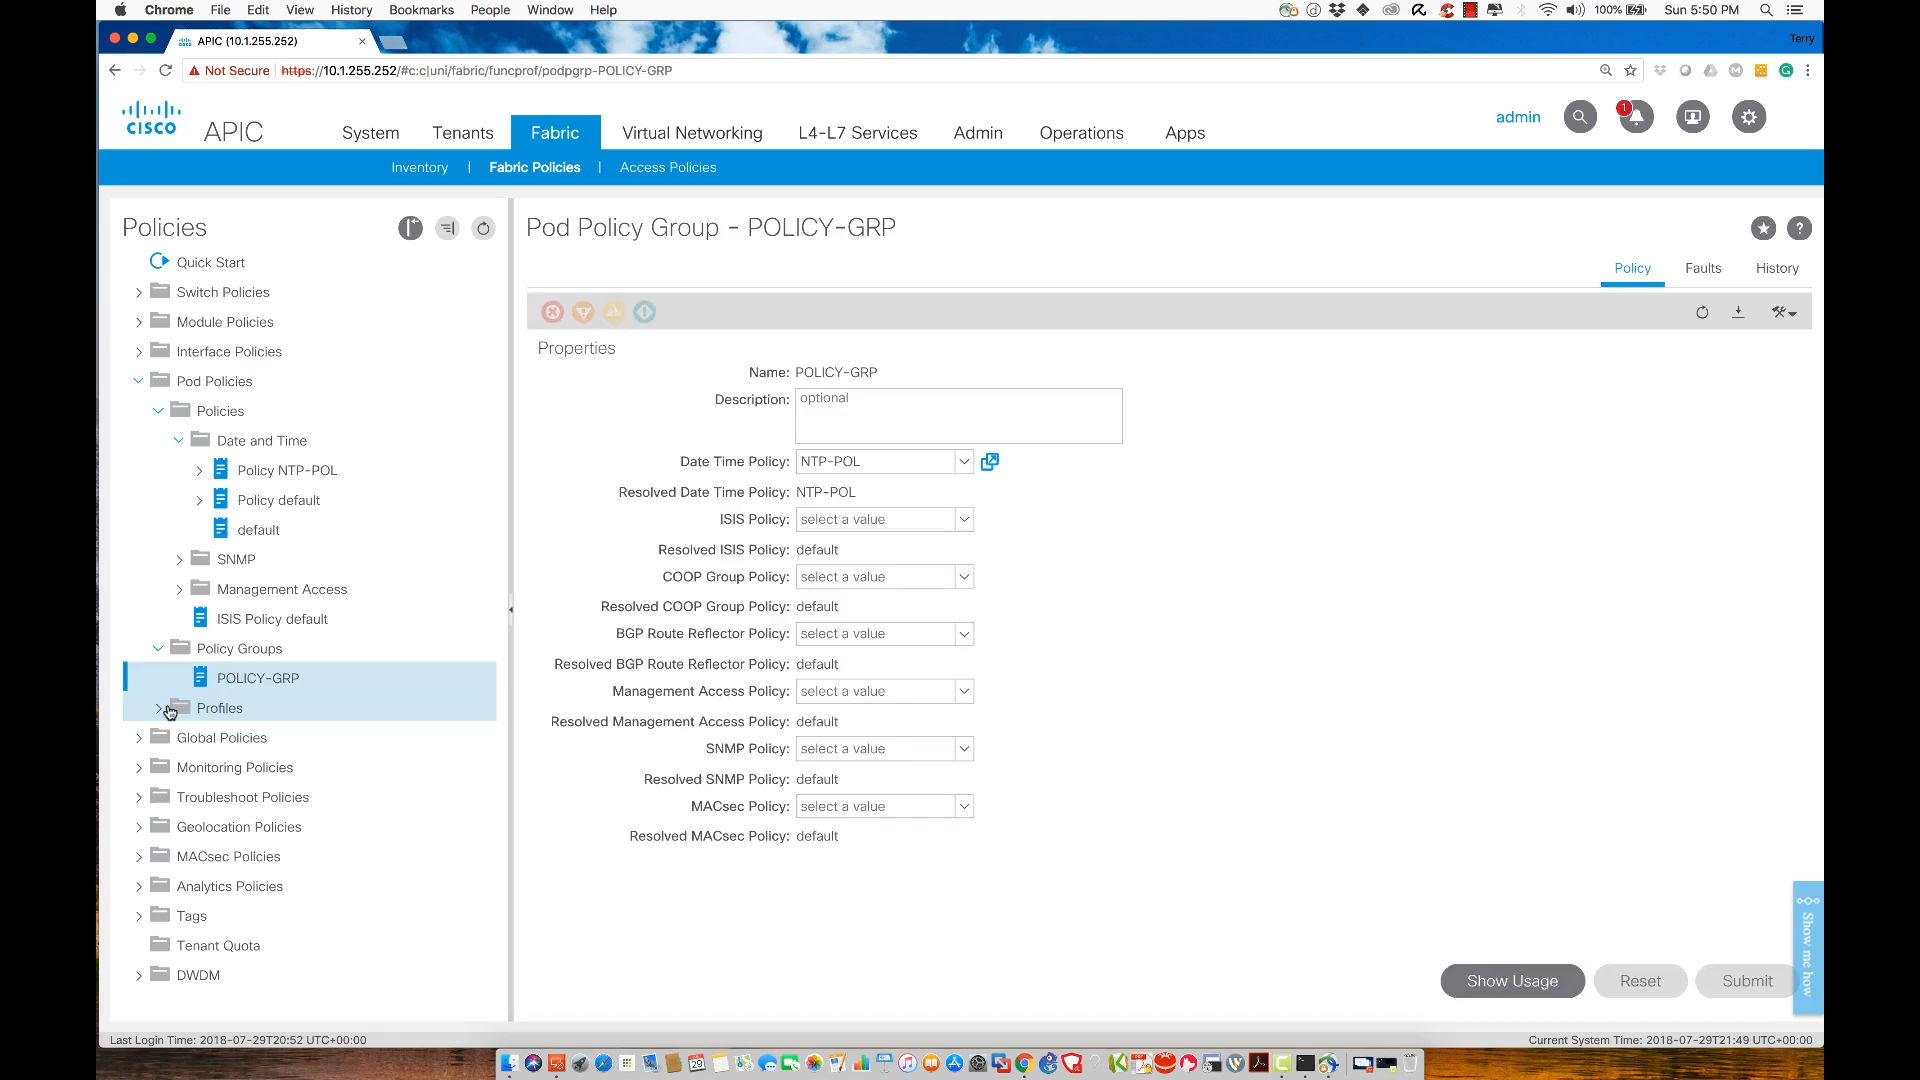 Chrome File Edit View History Bookmarks People Window Help 100% Sun 5:50 PM
APIC (10.1.255.252) Terry
Not Secure https://10.1.255.252/#c:c|uni/fabric/funcprof/podpgrp-POLICY-GRP
CISCO APIC System Tenants Fabric Virtual Networking L4-L7 Services Admin Operations Apps admin 1
Inventory | Fabric Policies | Access Policies
Policies
Quick Start
Switch Policies
Module Policies
Interface Policies
Pod Policies
Policies
Date and Time
Policy NTP-POL
Policy default
default
SNMP
Management Access
ISIS Policy default
Policy Groups
POLICY-GRP
Profiles
Global Policies
Monitoring Policies
Troubleshoot Policies
Geolocation Policies
MACsec Policies
Analytics Policies
Tags
Tenant Quota
DWDM
Pod Policy Group - POLICY-GRP
Policy Faults History
Properties
Name: POLICY-GRP
Description: optional
Date Time Policy: NTP-POL
Resolved Date Time Policy: NTP-POL
ISIS Policy: select a value
Resolved ISIS Policy: default
COOP Group Policy: select a value
Resolved COOP Group Policy: default
BGP Route Reflector Policy: select a value
Resolved BGP Route Reflector Policy: default
Management Access Policy: select a value
Resolved Management Access Policy: default
SNMP Policy: select a value
Resolved SNMP Policy: default
MACsec Policy: select a value
Resolved MACsec Policy: default
Show me how
Show Usage Reset Submit
Last Login Time: 2018-07-29T20:52 UTC+00:00 Current System Time: 2018-07-29T21:49 UTC+00:00